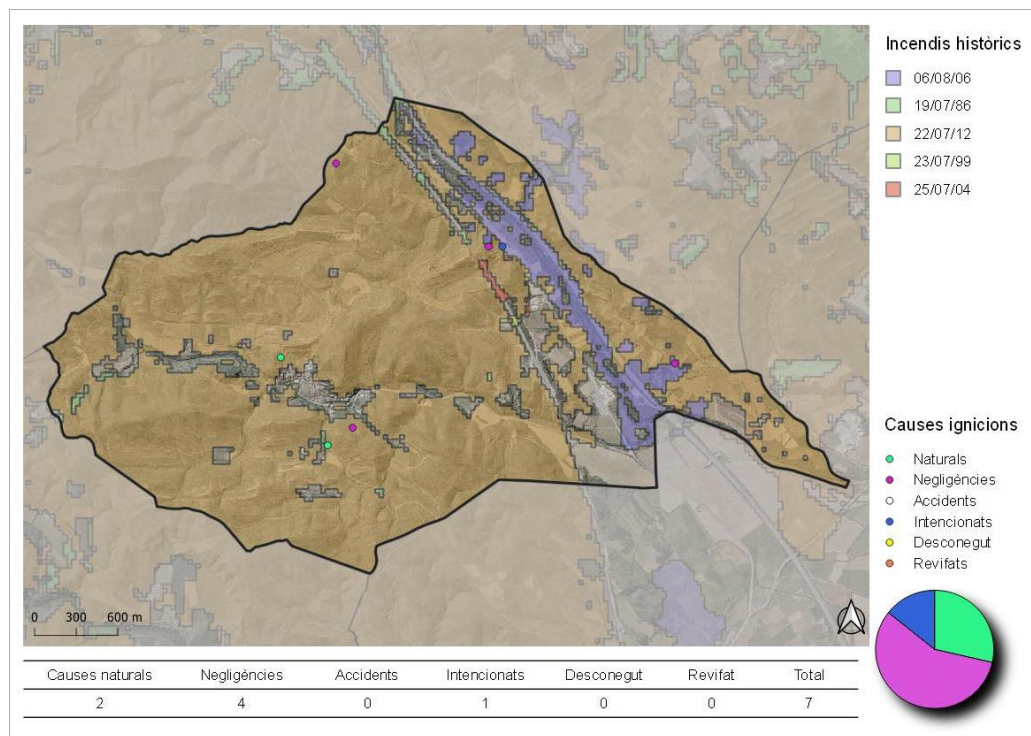 Incendis històrics
06/08/06
19/07/86
22/07/12
23/07/99
25/07/04
Causes ignicions
Naturals
Negligències
Accidents
Intencionats
Desconegut
Revifats
0 300 600 m
Causes naturals Negligències Accidents Intencionats Desconegut Revifat Total
2 4 0 1 0 0 7